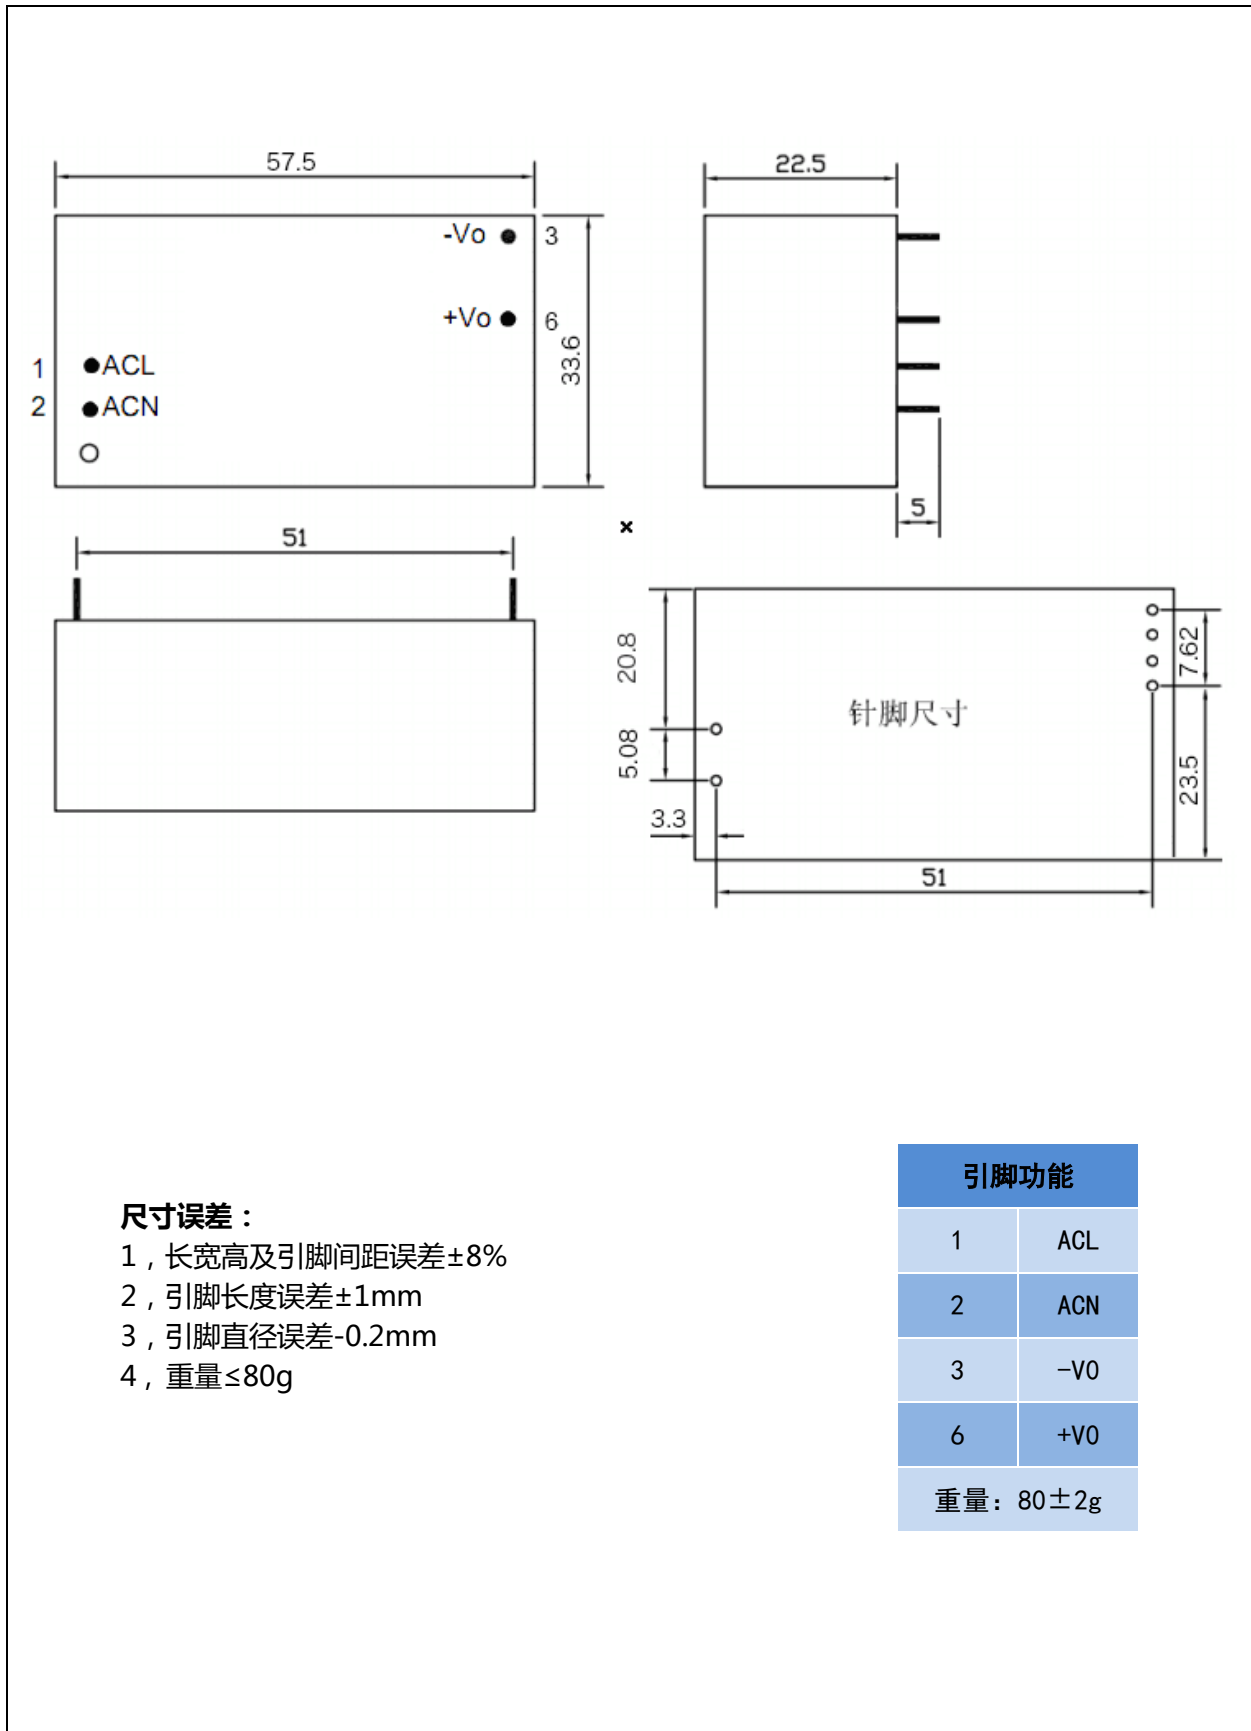 57.5
22.5
-Vo
3
+Vo
6
33.6
1
ACL
2
ACN
5
51
20.8
7.62
针脚尺寸
5.08
23.5
3.3
51
引脚功能
尺寸误差：
1，长宽高及引脚间距误差±8%
2，引脚长度误差±1mm
3，引脚直径误差-0.2mm
4，重量≤80g
1 ACL
2 ACN
3 -VO
6 +VO
重量：80±2g